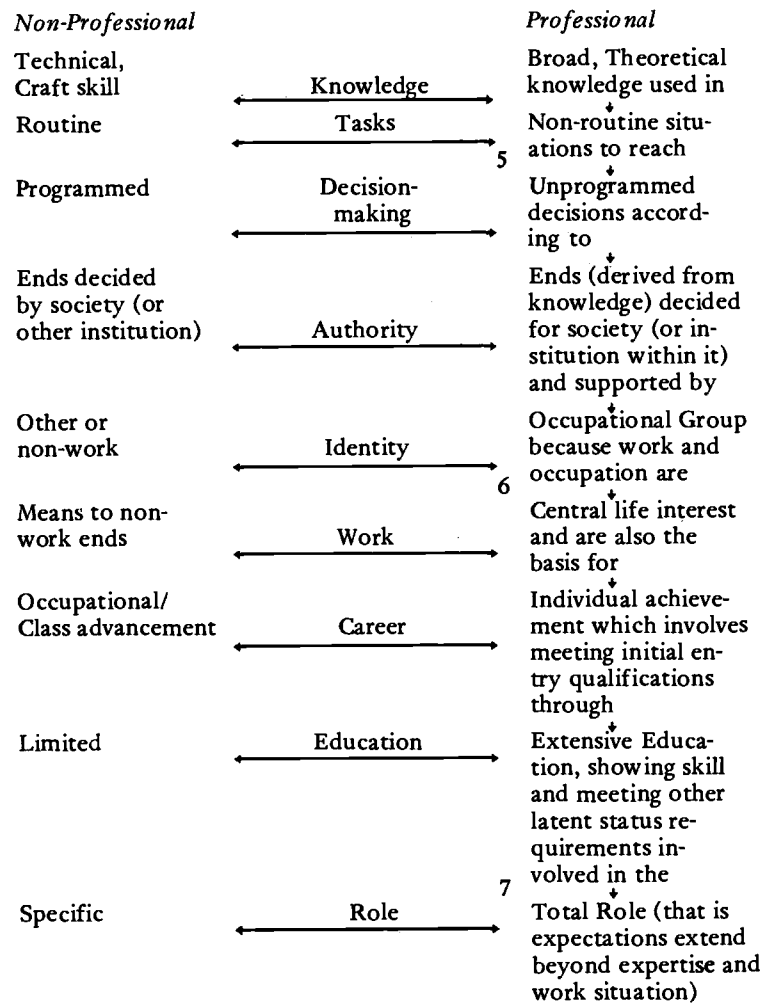 Non-Professional
Professional
Technical,
Craft skill
Knowledge
Broad, Theoretical
knowledge used in
Routine
Tasks
5
Non-routine situ-
ations to reach
Programmed
Decision-
making
Unprogrammed
decisions accord-
ing to
Ends decided
by society (or
other institution)
Authority
Ends (derived from
knowledge) decided
for society (or in-
stitution within it)
and supported by
Other or
non-work
Identity
6
Occupational Group
because work and
occupation are
Means to non-
work ends
Work
Central life interest
and are also the
basis for
Occupational/
Class advancement
Career
Individual achieve-
ment which involves
meeting initial en-
try qualifications
through
Limited
Education
Extensive Educa-
tion, showing skill
and meeting other
latent status re-
quirements in-
volved in the
7
Specific
Role
Total Role (that is
expectations extend
beyond expertise and
work situation)